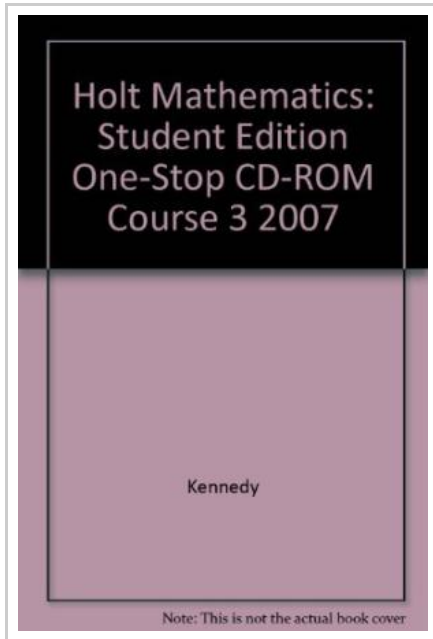 Holt Mathematics:
Student Edition
One-Stop CD-ROM
Course 3 2007
Kennedy
Note: This is not the actual book cover